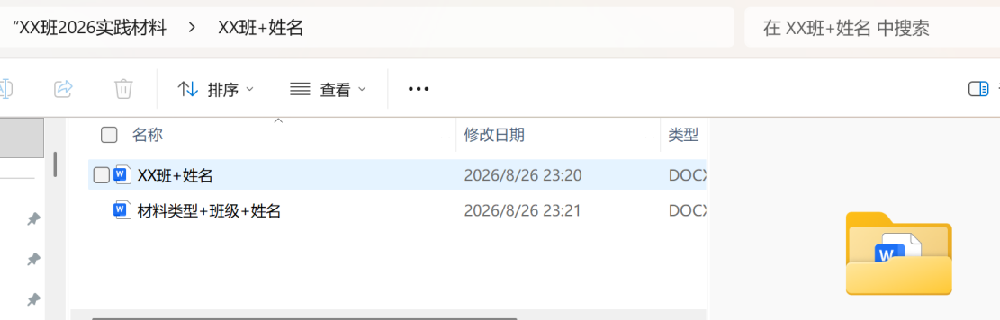 “XX班2026实践材料 > XX班+姓名 在 XX班+姓名 中搜索
排序 查看
名称 修改日期 类型
XX班+姓名 2026/8/26 23:20 DOCX
材料类型+班级+姓名 2026/8/26 23:21 DOCX